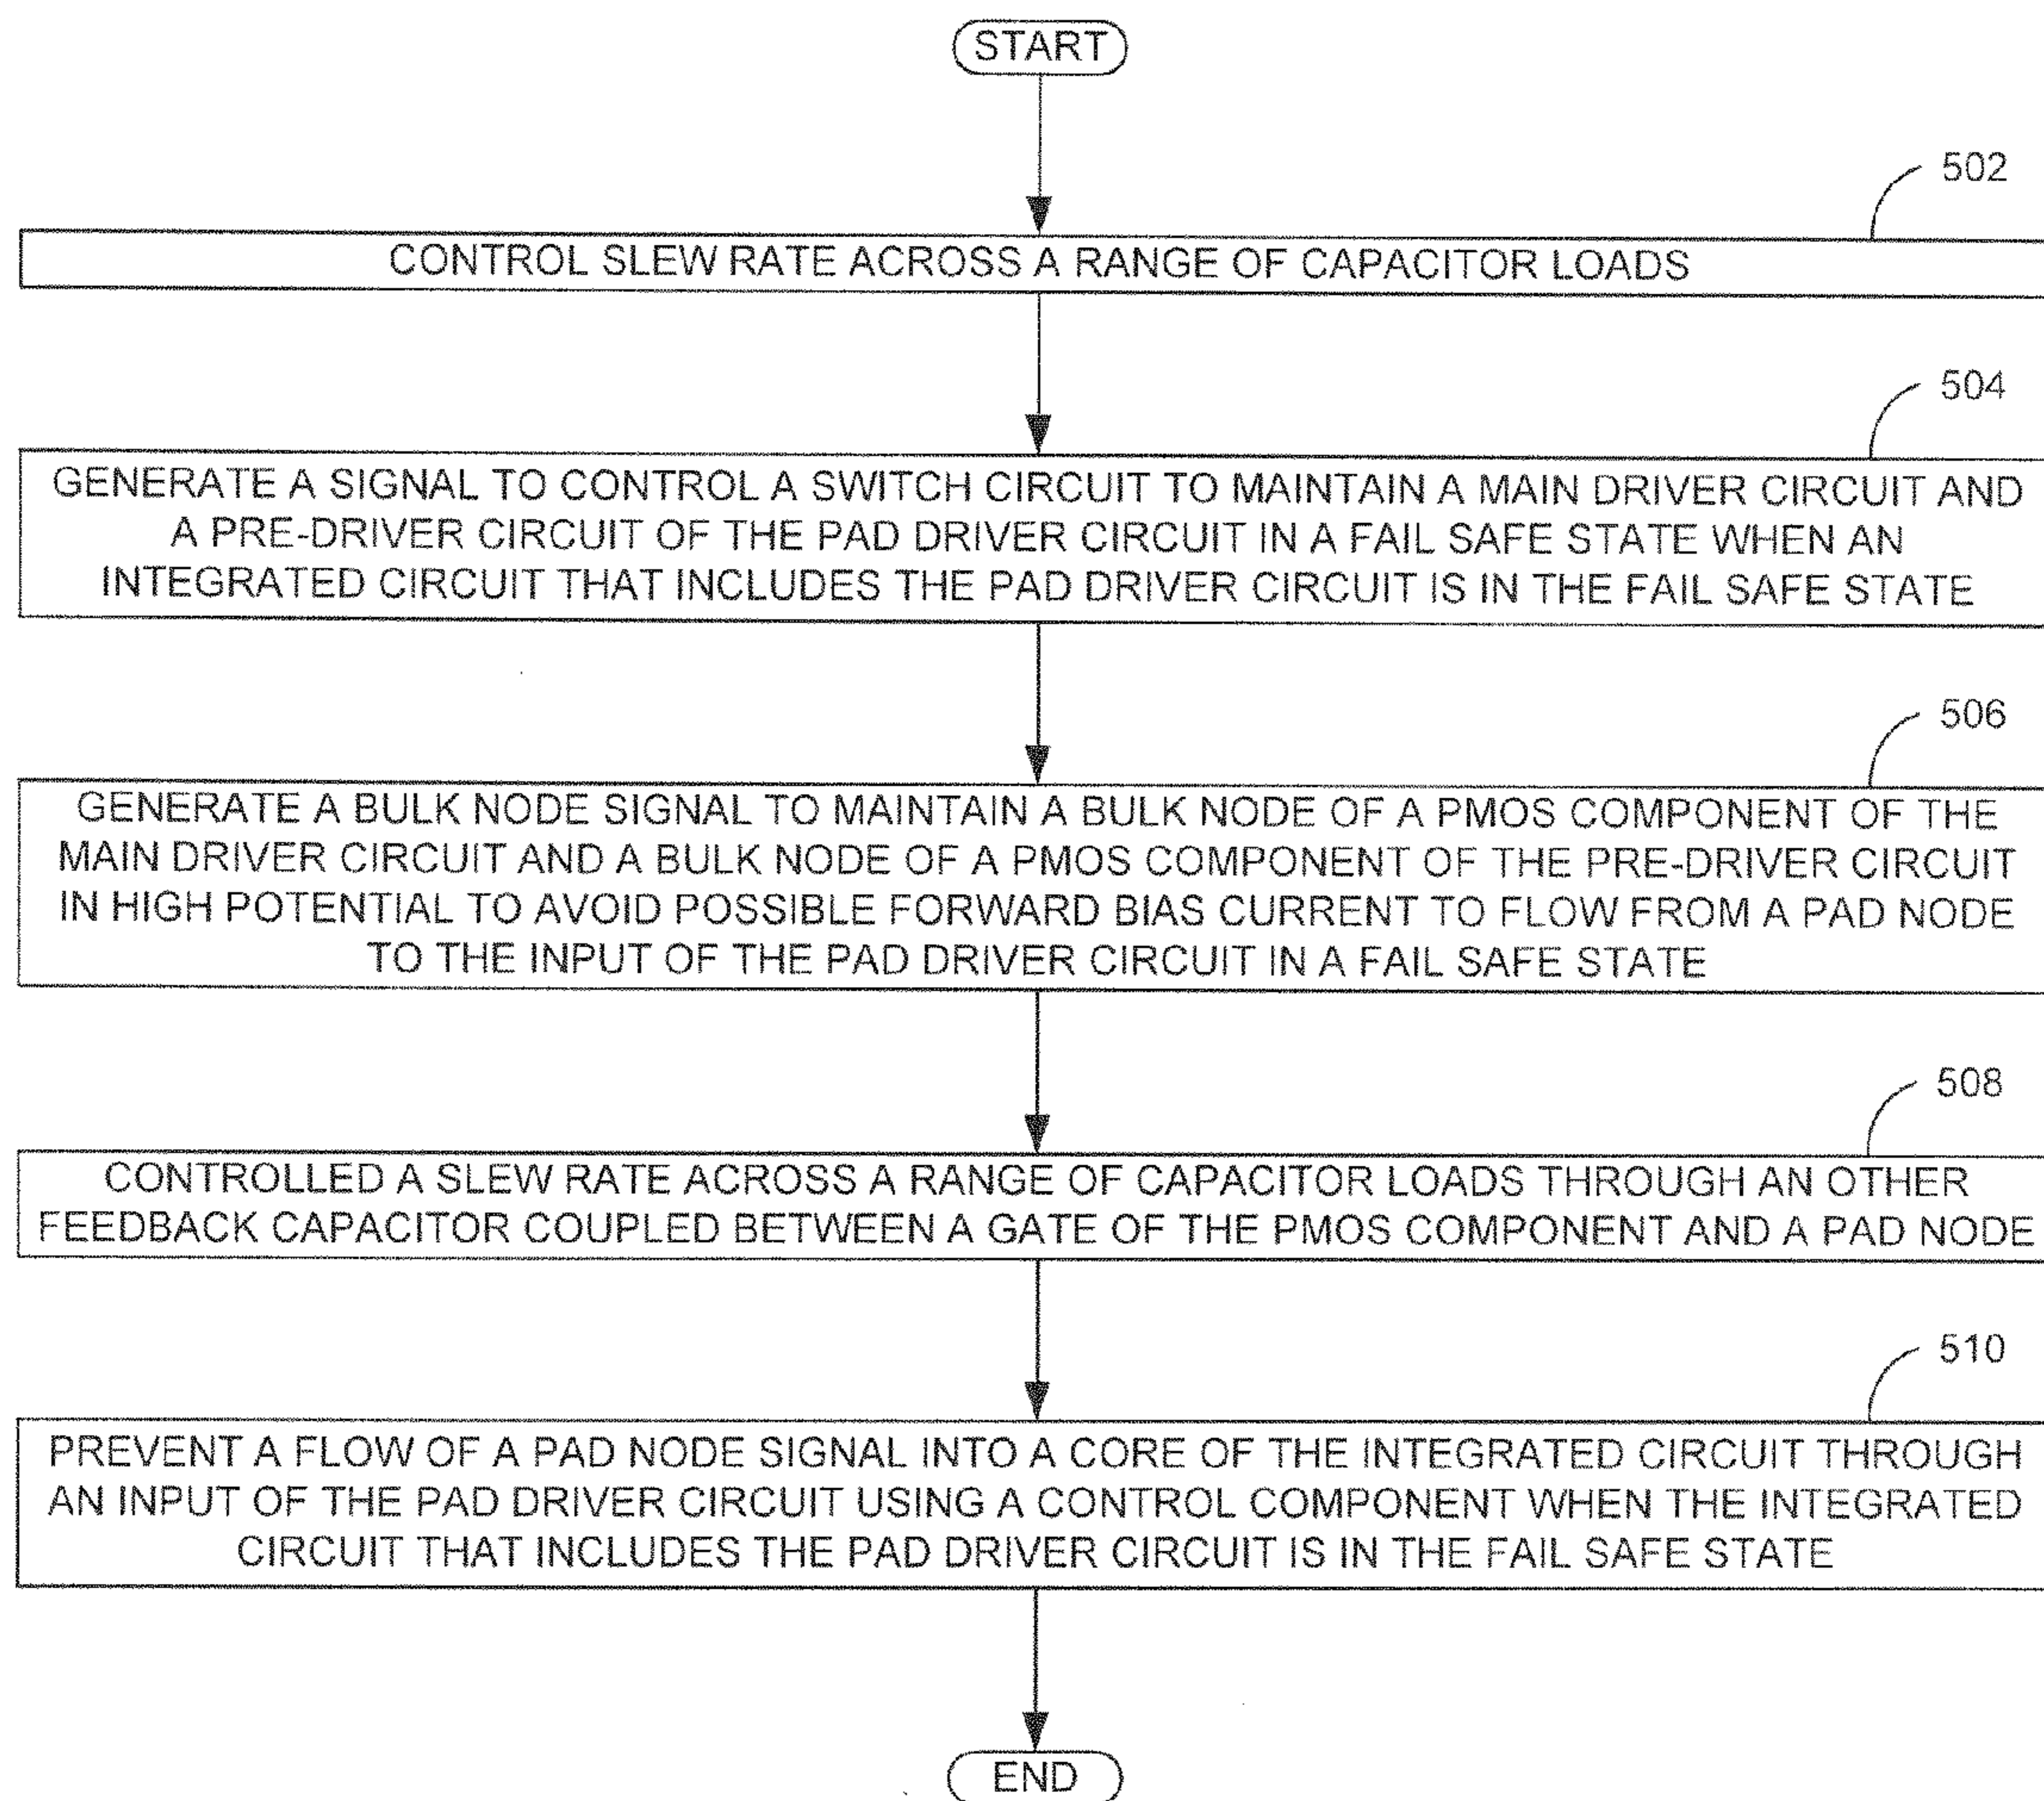 START
502
CONTROL SLEW RATE ACROSS A RANGE OF CAPACITOR LOADS
504
GENERATE A SIGNAL TO CONTROL A SWITCH CIRCUIT TO MAINTAIN A MAIN DRIVER CIRCUIT AND
A PRE-DRIVER CIRCUIT OF THE PAD DRIVER CIRCUIT IN A FAIL SAFE STATE WHEN AN
INTEGRATED CIRCUIT THAT INCLUDES THE PAD DRIVER CIRCUIT IS IN THE FAIL SAFE STATE
506
GENERATE A BULK NODE SIGNAL TO MAINTAIN A BULK NODE OF A PMOS COMPONENT OF THE
MAIN DRIVER CIRCUIT AND A BULK NODE OF A PMOS COMPONENT OF THE PRE-DRIVER CIRCUIT
IN HIGH POTENTIAL TO AVOID POSSIBLE FORWARD BIAS CURRENT TO FLOW FROM A PAD NODE
TO THE INPUT OF THE PAD DRIVER CIRCUIT IN A FAIL SAFE STATE
508
CONTROLLED A SLEW RATE ACROSS A RANGE OF CAPACITOR LOADS THROUGH AN OTHER
FEEDBACK CAPACITOR COUPLED BETWEEN A GATE OF THE PMOS COMPONENT AND A PAD NODE
510
PREVENT A FLOW OF A PAD NODE SIGNAL INTO A CORE OF THE INTEGRATED CIRCUIT THROUGH
AN INPUT OF THE PAD DRIVER CIRCUIT USING A CONTROL COMPONENT WHEN THE INTEGRATED
CIRCUIT THAT INCLUDES THE PAD DRIVER CIRCUIT IS IN THE FAIL SAFE STATE
END